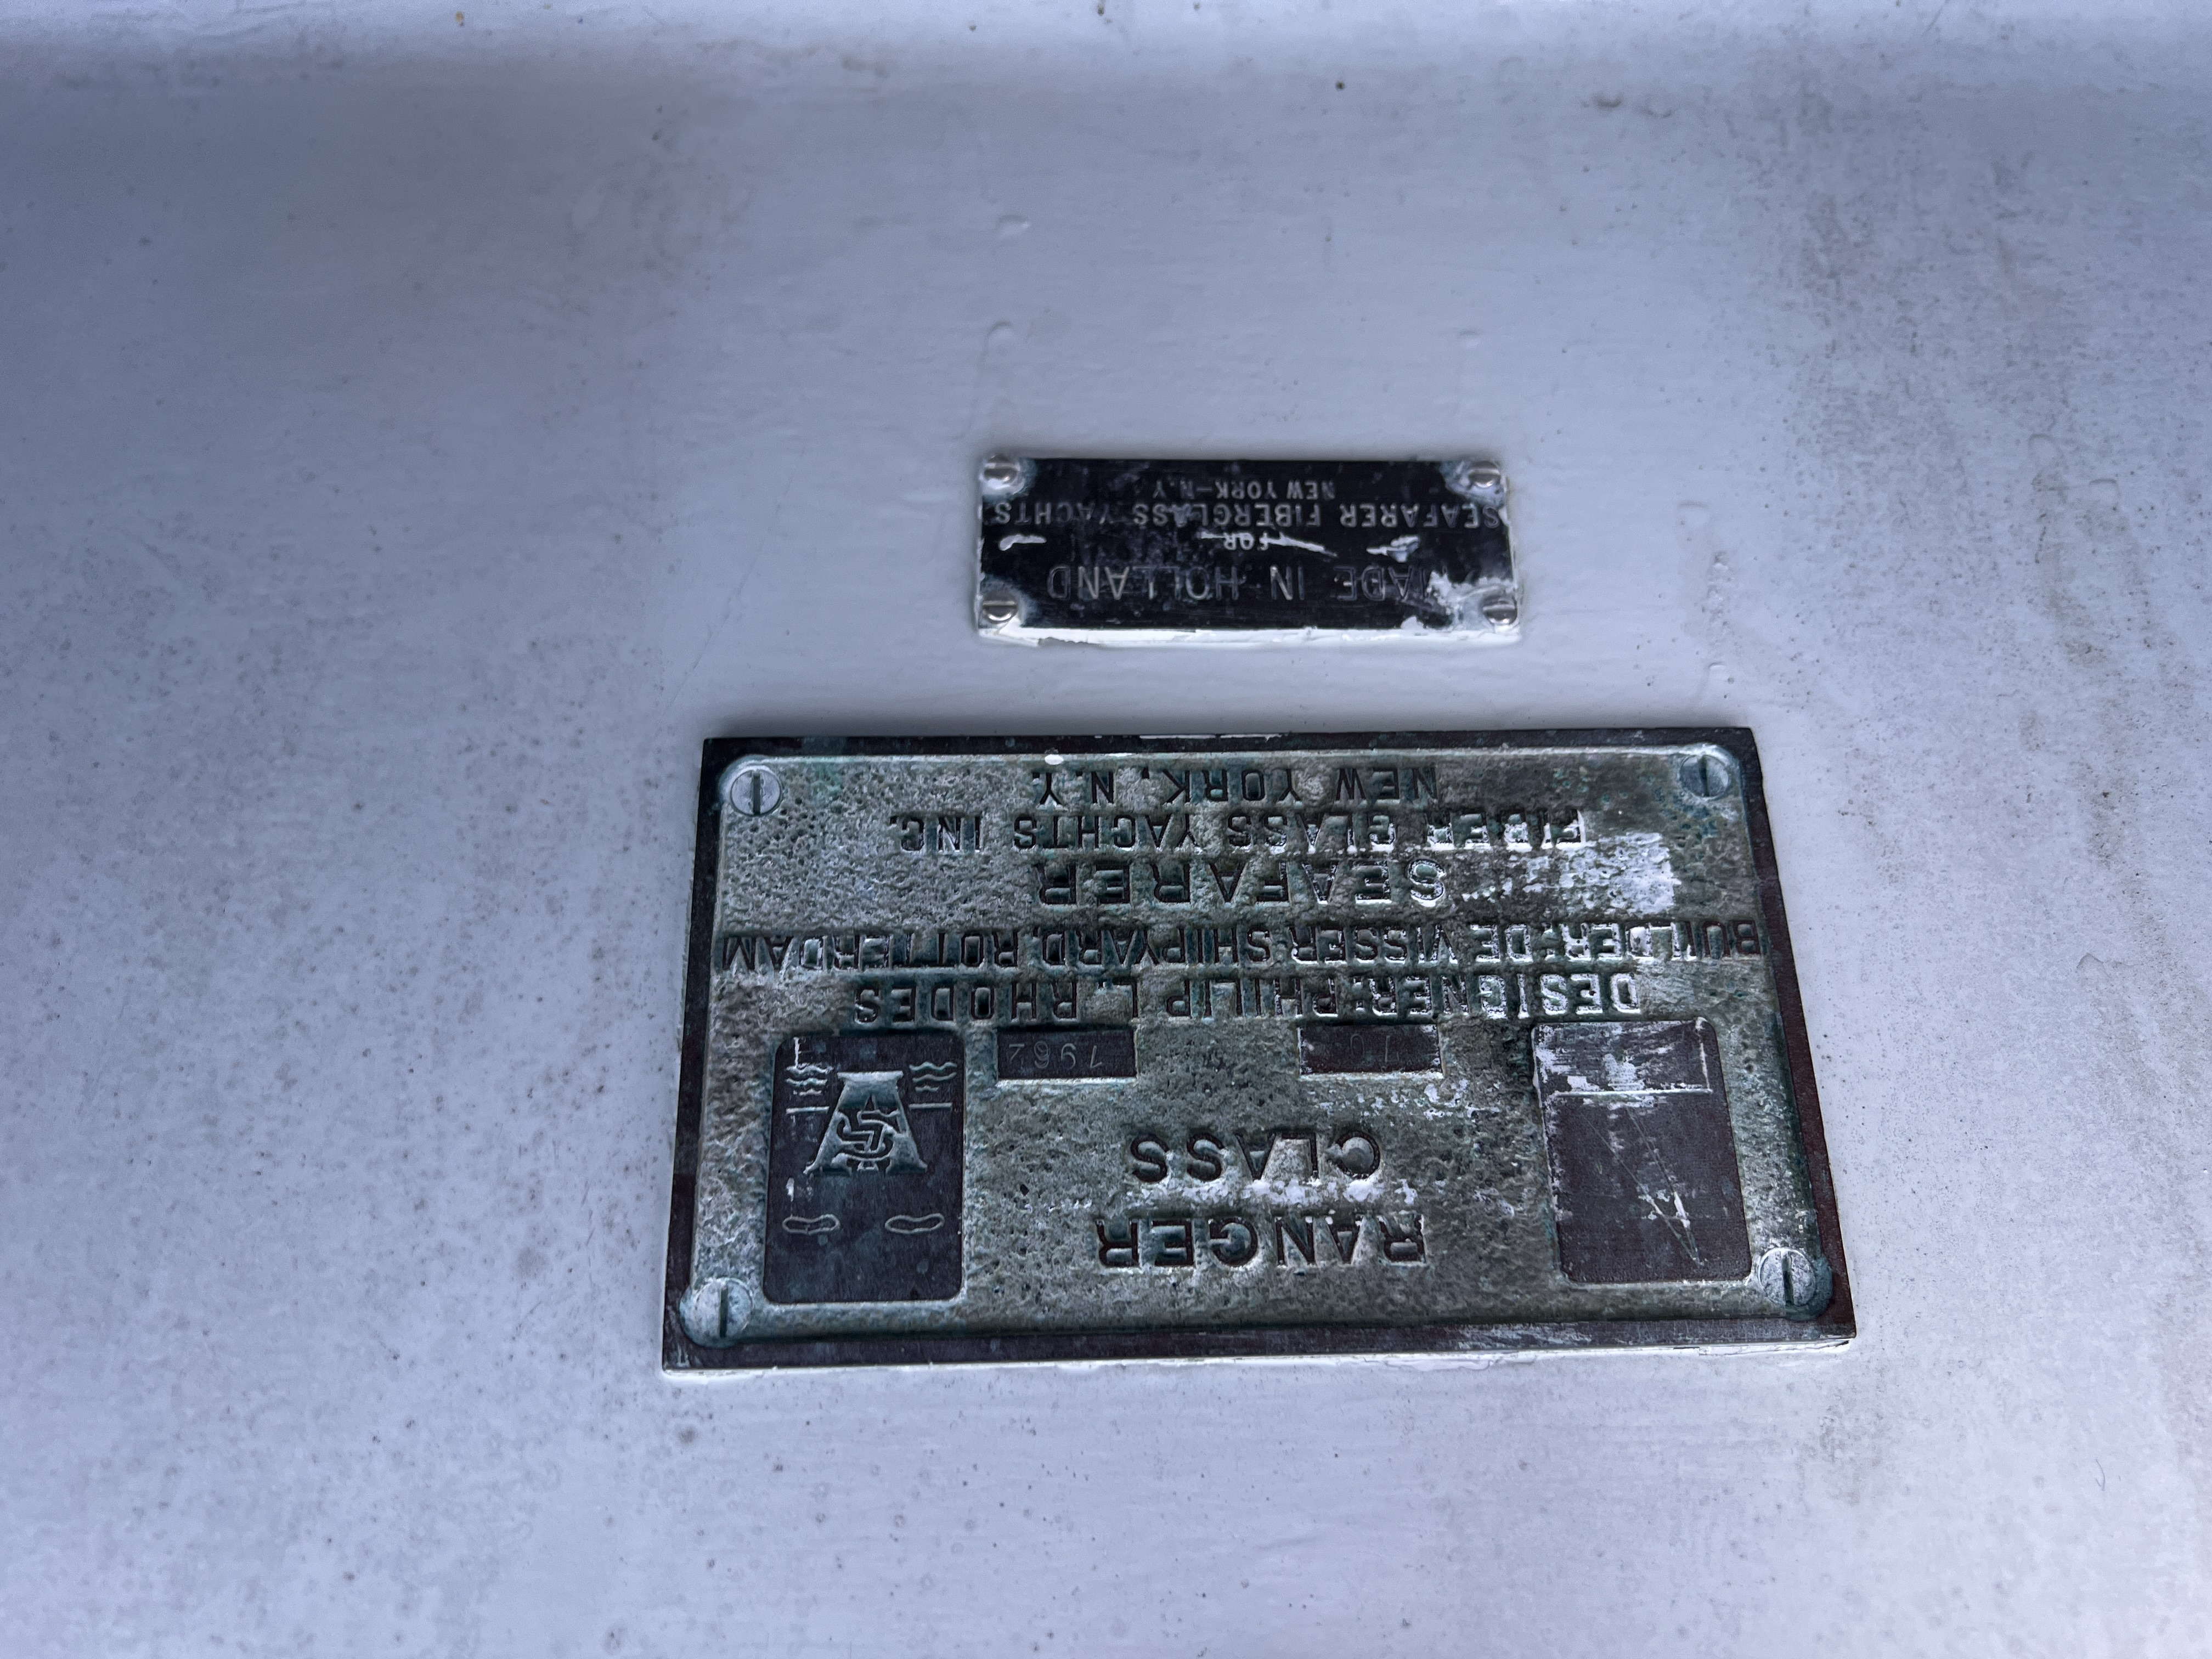 RANGER
CLASS
1962
DESIGNER: PHILIP L. RHODES
BUILDER: DE VISSER SHIPYARD ROTTERDAM
SEAFARER
FIBER GLASS YACHTS INC.
NEW YORK, N.Y.
MADE IN HOLLAND
FOR
SEAFARER FIBERGLASS YACHTS
NEW YORK-N.Y.